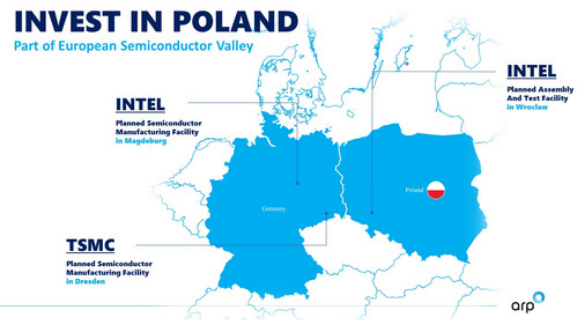 INVEST IN POLAND
Part of European Semiconductor Valley
INTEL
Planned Assembly
And Test Facility
in Wroclaw
INTEL
Planned Semiconductor
Manufacturing Facility
in Magdeburg
Poland
Germany
TSMC
Planned Semiconductor
Manufacturing Facility
in Dresden
arp